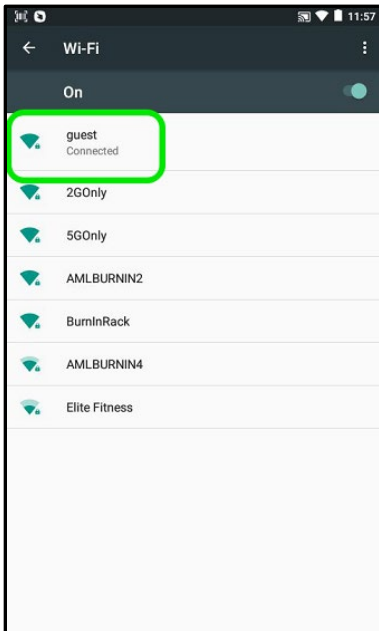 11:57
Wi-Fi
On
guest
Connected
2GOnly
5GOnly
AMLBURNIN2
BurnInRack
AMLBURNIN4
Elite Fitness